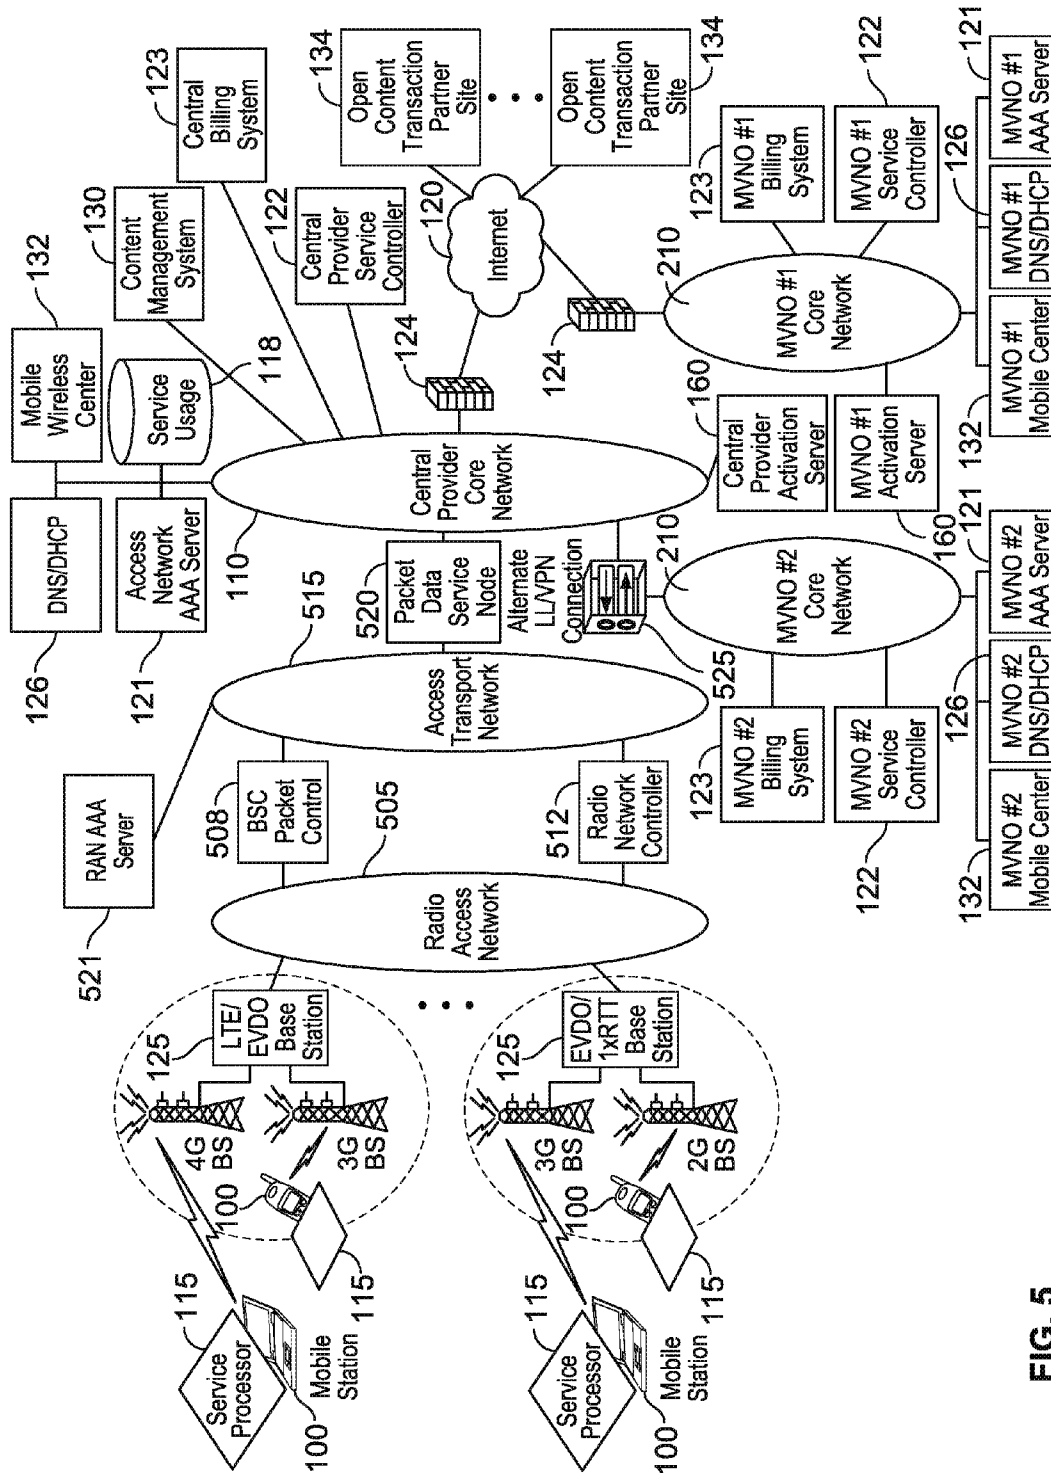 Service
Processor
115
100
Mobile
Station
100
115
4G
BS
3G
BS
125
LTE/
EVDO
Base
Station
Service
Processor
115
100
Mobile
Station
100
115
3G
BS
2G
BS
125
EVDO/
1xRTT
Base
Station
521
RAN AAA
Server
Radio
Access
Network
505
508
BSC
Packet
Control
512
Radio
Network
Controller
515
Access
Transport
Network
520
Packet
Data
Service
Node
Alternate
LL/VPN
Connection
525
126
DNS/DHCP
121
Access
Network
AAA Server
110
Mobile
Wireless
Center
132
Service
Usage
118
Central
Provider
Core
Network
Content
Management
System
130
Central
Billing
System
123
Central
Provider
Service
Controller
122
124
Internet
120
Open
Content
Transaction
Partner
Site
134
Open
Content
Transaction
Partner
Site
134
124
160
Central
Provider
Activation
Server
MVNO #1
Activation
Server
160
210
MVNO #1
Core
Network
123
MVNO #1
Billing
System
MVNO #1
Service
Controller
122
132
MVNO #1
Mobile Center
126
MVNO #1
DNS/DHCP
121
MVNO #1
AAA Server
210
MVNO #2
Core
Network
123
MVNO #2
Billing
System
MVNO #2
Service
Controller
122
132
MVNO #2
Mobile Center
126
MVNO #2
DNS/DHCP
121
MVNO #2
AAA Server
FIG. 5